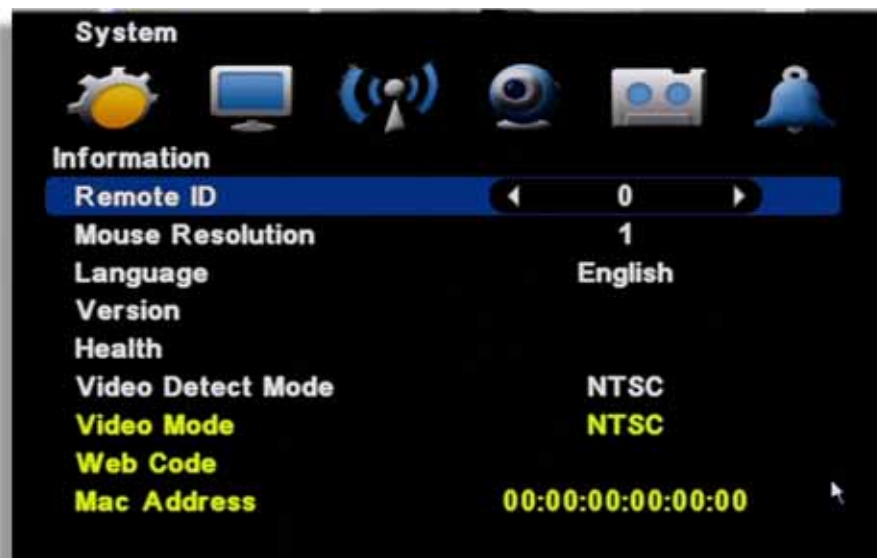 System
Information
Remote ID 0
Mouse Resolution 1
Language English
Version
Health
Video Detect Mode NTSC
Video Mode NTSC
Web Code
Mac Address 00:00:00:00:00:00